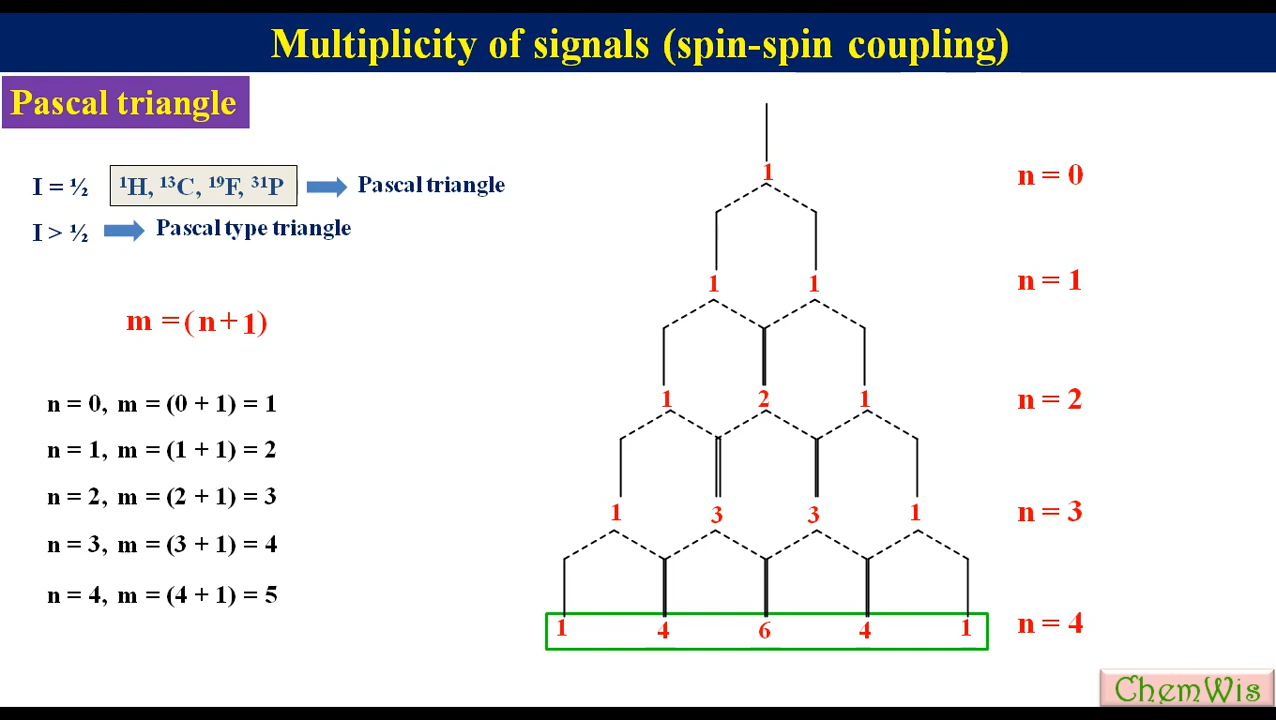 Multiplicity of signals (spin-spin coupling)
Pascal triangle
I = ½ ¹H, ¹³C, ¹⁹F, ³¹P Pascal triangle
I > ½ Pascal type triangle
m = (n + 1)
n = 0, m = (0 + 1) = 1
n = 1, m = (1 + 1) = 2
n = 2, m = (2 + 1) = 3
n = 3, m = (3 + 1) = 4
n = 4, m = (4 + 1) = 5
1 n = 0
1 1 n = 1
1 2 1 n = 2
1 3 3 1 n = 3
1 4 6 4 1 n = 4
ChemWis